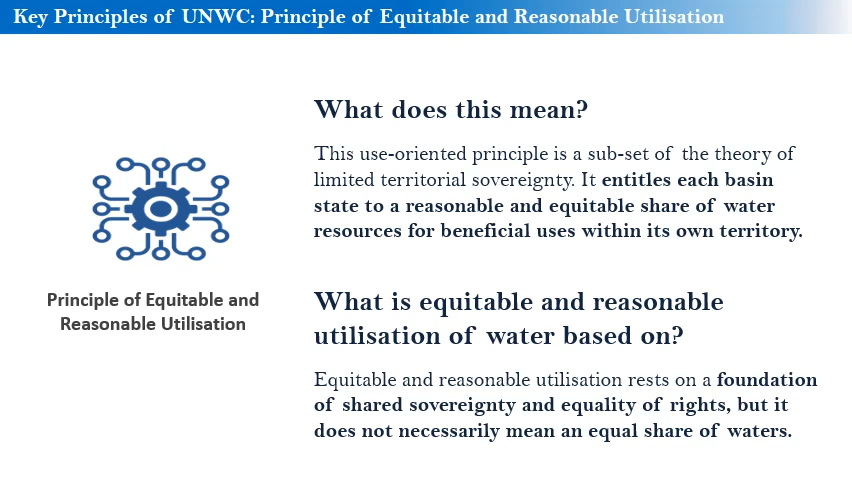 Key Principles of UNWC: Principle of Equitable and Reasonable Utilisation
What does this mean?
This use-oriented principle is a sub-set of the theory of
limited territorial sovereignty. It entitles each basin
state to a reasonable and equitable share of water
resources for beneficial uses within its own territory.
Principle of Equitable and
Reasonable Utilisation
What is equitable and reasonable
utilisation of water based on?
Equitable and reasonable utilisation rests on a foundation
of shared sovereignty and equality of rights, but it
does not necessarily mean an equal share of waters.